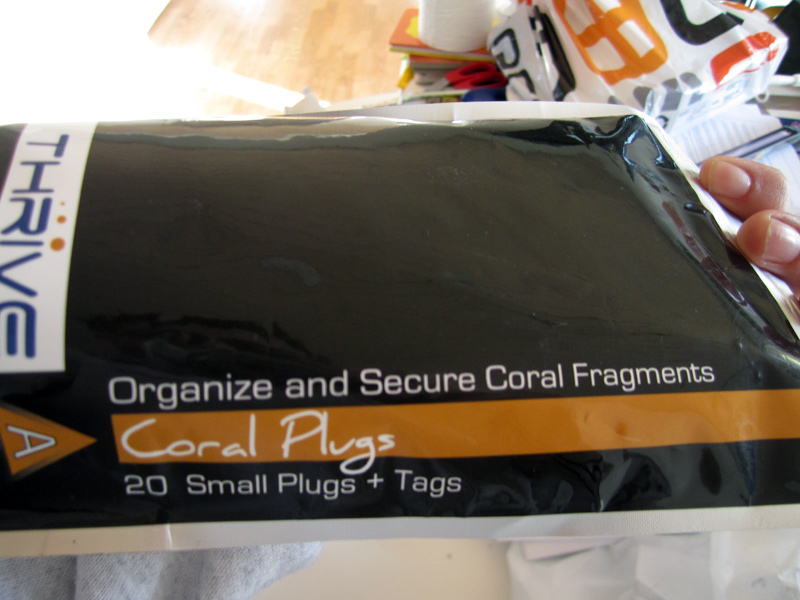 THRIVE
Organize and Secure Coral Fragments
A
Coral Plugs
20 Small Plugs + Tags